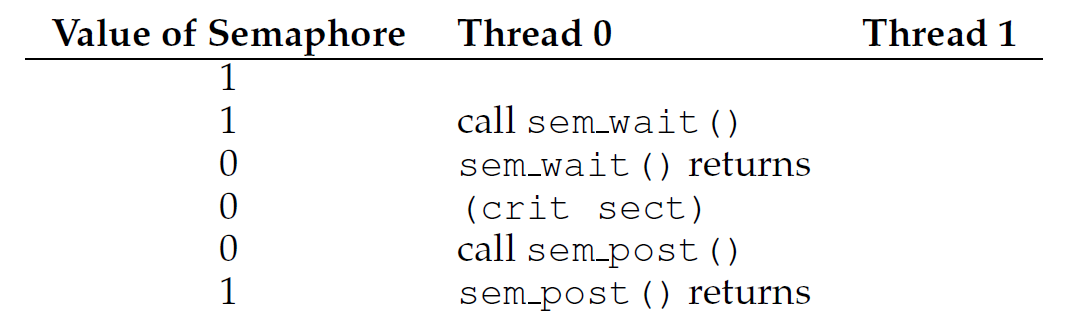 Value of Semaphore Thread 0 Thread 1
1
1 call sem_wait()
0 sem_wait() returns
0 (crit sect)
0 call sem_post()
1 sem_post() returns